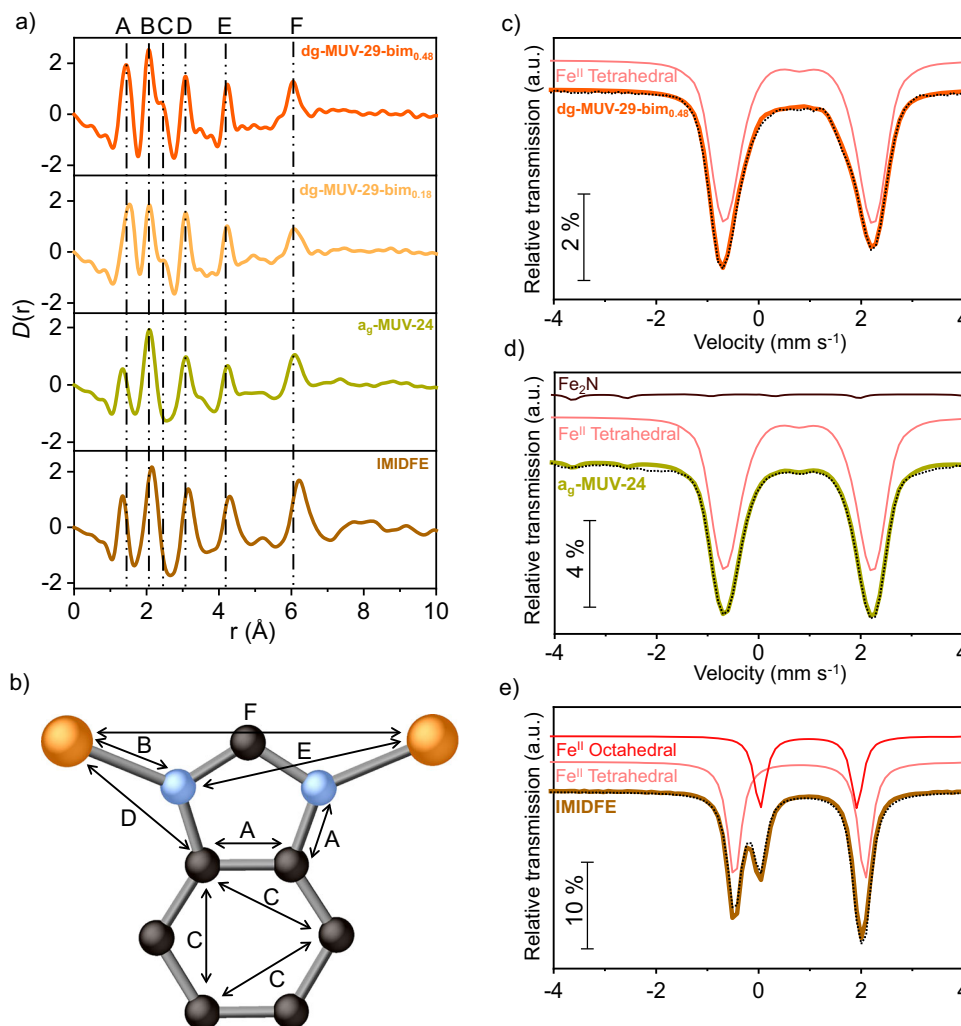 a)
A B C D E F
dg-MUV-29-bim0.48
2
0
-2
dg-MUV-29-bim0.18
2
0
-2
ag-MUV-24
2
0
-2
IMIDFE
2
0
-2
D(r)
0 2 4 6 8 10
r (Å)
b)
F
B
E
D
A
A
C
C
C
c)
FeII Tetrahedral
dg-MUV-29-bim0.48
2 %
Relative transmission (a.u.)
-4 -2 0 2 4
Velocity (mm s-1)
d)
Fe2N
FeII Tetrahedral
ag-MUV-24
4 %
Relative transmission (a.u.)
-4 -2 0 2 4
Velocity (mm s-1)
e)
FeII Octahedral
FeII Tetrahedral
IMIDFE
10 %
Relative transmission (a.u.)
-4 -2 0 2 4